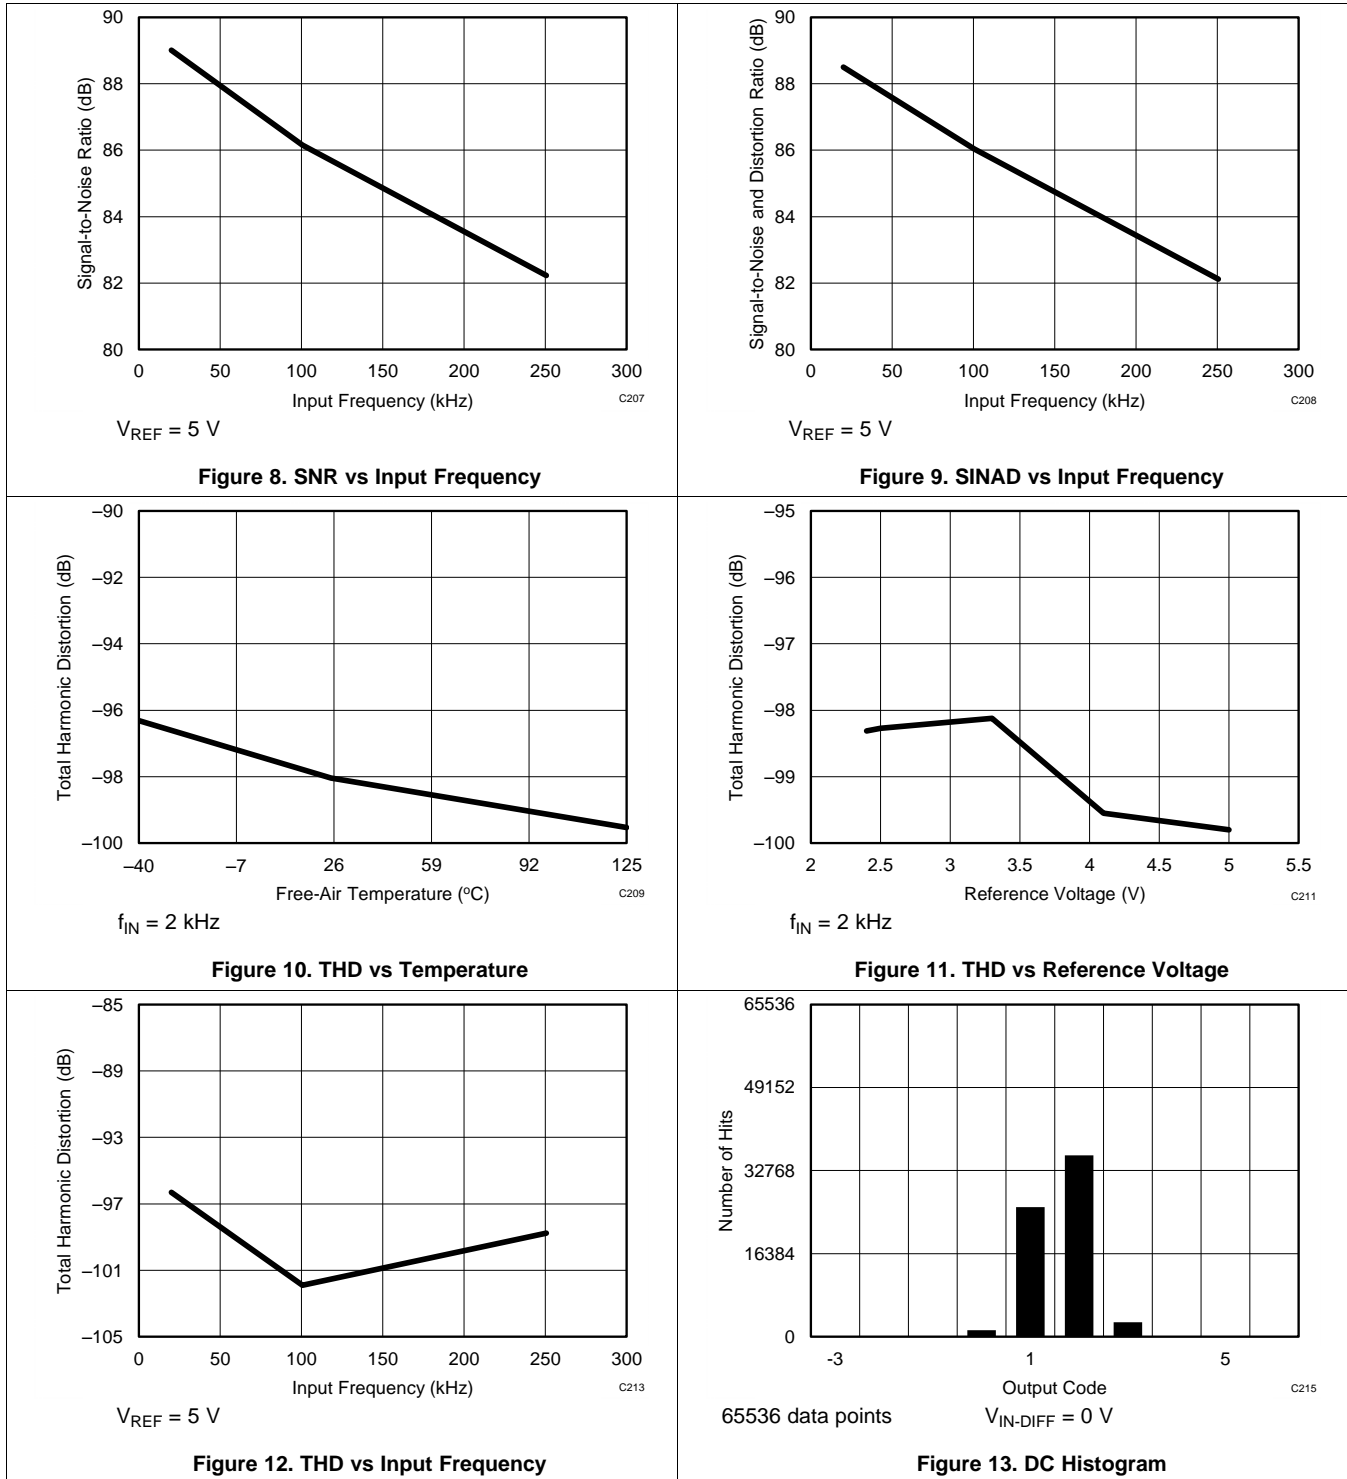 90
88
86
84
82
80
Signal-to-Noise Ratio (dB)
0 50 100 150 200 250 300
Input Frequency (kHz)
C207
V_REF = 5 V
Figure 8. SNR vs Input Frequency
90
88
86
84
82
80
Signal-to-Noise and Distortion Ratio (dB)
0 50 100 150 200 250 300
Input Frequency (kHz)
C208
V_REF = 5 V
Figure 9. SINAD vs Input Frequency
–90
–92
–94
–96
–98
–100
Total Harmonic Distortion (dB)
–40 –7 26 59 92 125
Free-Air Temperature (°C)
C209
f_IN = 2 kHz
Figure 10. THD vs Temperature
–95
–96
–97
–98
–99
–100
Total Harmonic Distortion (dB)
2 2.5 3 3.5 4 4.5 5 5.5
Reference Voltage (V)
C211
f_IN = 2 kHz
Figure 11. THD vs Reference Voltage
–85
–89
–93
–97
–101
–105
Total Harmonic Distortion (dB)
0 50 100 150 200 250 300
Input Frequency (kHz)
C213
V_REF = 5 V
Figure 12. THD vs Input Frequency
65536
49152
32768
16384
0
Number of Hits
-3 1 5
Output Code
C215
65536 data points V_IN-DIFF = 0 V
Figure 13. DC Histogram